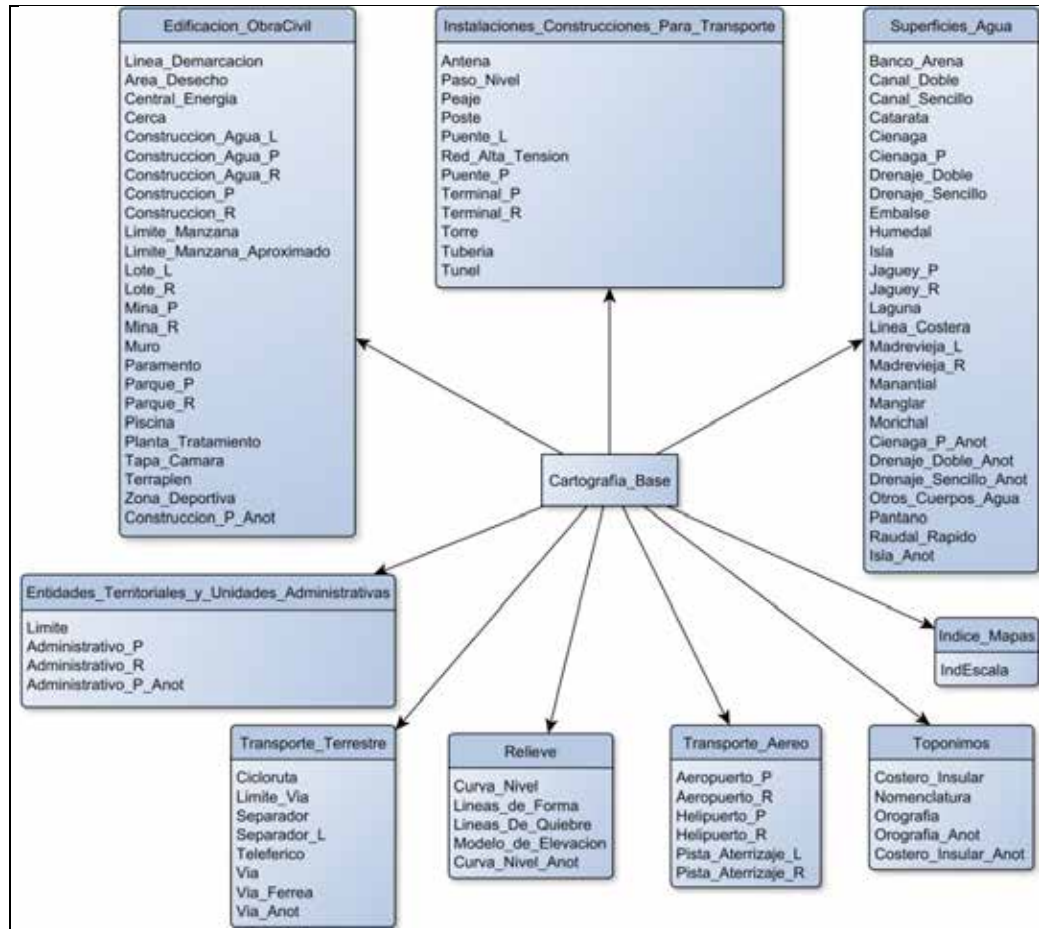 Edificacion_ObraCivil
Linea_Demarcacion
Area_Desecho
Central_Energia
Cerca
Construccion_Agua_L
Construccion_Agua_P
Construccion_Agua_R
Construccion_P
Construccion_R
Limite_Manzana
Limite_Manzana_Aproximado
Lote_L
Lote_R
Mina_P
Mina_R
Muro
Paramento
Parque_P
Parque_R
Piscina
Planta_Tratamiento
Tapa_Camara
Terraplen
Zona_Deportiva
Construccion_P_Anot
Instalaciones_Construcciones_Para_Transporte
Antena
Paso_Nivel
Peaje
Poste
Puente_L
Red_Alta_Tension
Puente_P
Terminal_P
Terminal_R
Torre
Tuberia
Tunel
Superficies_Agua
Banco_Arena
Canal_Doble
Canal_Sencillo
Catarata
Cienaga
Cienaga_P
Drenaje_Doble
Drenaje_Sencillo
Embalse
Humedal
Isla
Jaguey_P
Jaguey_R
Laguna
Linea_Costera
Madrevieja_L
Madrevieja_R
Manantial
Manglar
Morichal
Cienaga_P_Anot
Drenaje_Doble_Anot
Drenaje_Sencillo_Anot
Otros_Cuerpos_Agua
Pantano
Raudal_Rapido
Isla_Anot
Cartografia_Base
Entidades_Territoriales_y_Unidades_Administrativas
Limite
Administrativo_P
Administrativo_R
Administrativo_P_Anot
Indice_Mapas
IndEscala
Transporte_Terrestre
Cicloruta
Limite_Via
Separador
Separador_L
Teleferico
Via
Via_Ferrea
Via_Anot
Relieve
Curva_Nivel
Lineas_de_Forma
Lineas_De_Quiebre
Modelo_de_Elevacion
Curva_Nivel_Anot
Transporte_Aereo
Aeropuerto_P
Aeropuerto_R
Helipuerto_P
Helipuerto_R
Pista_Aterrizaje_L
Pista_Aterrizaje_R
Toponimos
Costero_Insular
Nomenclatura
Orografia
Orografia_Anot
Costero_Insular_Anot